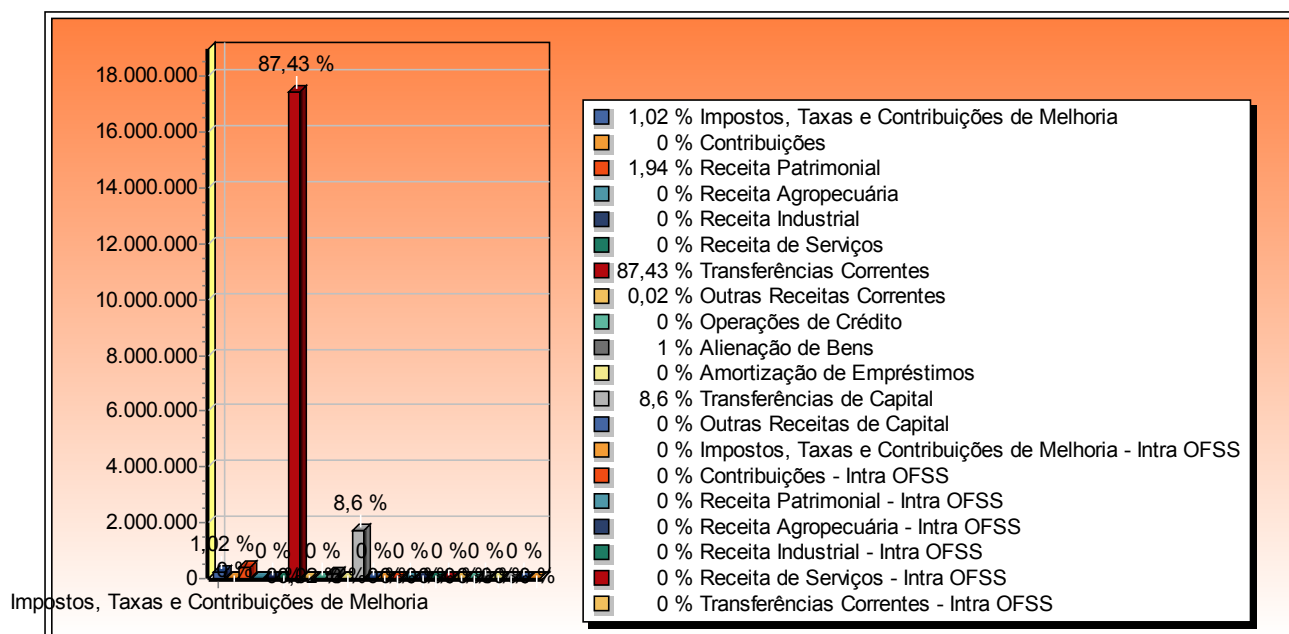 87,43 %
18.000.000
16.000.000
14.000.000
12.000.000
10.000.000
8.000.000
6.000.000
4.000.000
2.000.000
0
8,6 %
1,02 %
0 %
0 %
0 %
0 %
0 %
0 %
0 %
0 %
0 %
Impostos, Taxas e Contribuições de Melhoria
1,02 % Impostos, Taxas e Contribuições de Melhoria
0 % Contribuições
1,94 % Receita Patrimonial
0 % Receita Agropecuária
0 % Receita Industrial
0 % Receita de Serviços
87,43 % Transferências Correntes
0,02 % Outras Receitas Correntes
0 % Operações de Crédito
1 % Alienação de Bens
0 % Amortização de Empréstimos
8,6 % Transferências de Capital
0 % Outras Receitas de Capital
0 % Impostos, Taxas e Contribuições de Melhoria - Intra OFSS
0 % Contribuições - Intra OFSS
0 % Receita Patrimonial - Intra OFSS
0 % Receita Agropecuária - Intra OFSS
0 % Receita Industrial - Intra OFSS
0 % Receita de Serviços - Intra OFSS
0 % Transferências Correntes - Intra OFSS